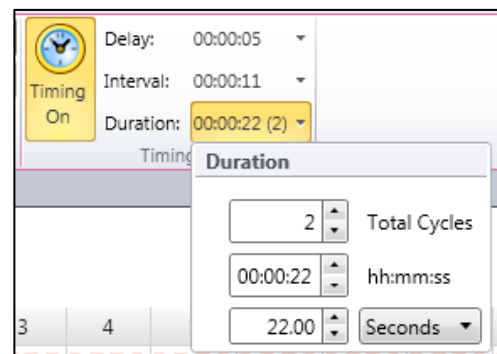 Timing On
Delay: 00:00:05
Interval: 00:00:11
Duration: 00:00:22 (2)
Timing
Duration
2 Total Cycles
00:00:22 hh:mm:ss
22.00 Seconds
3 4